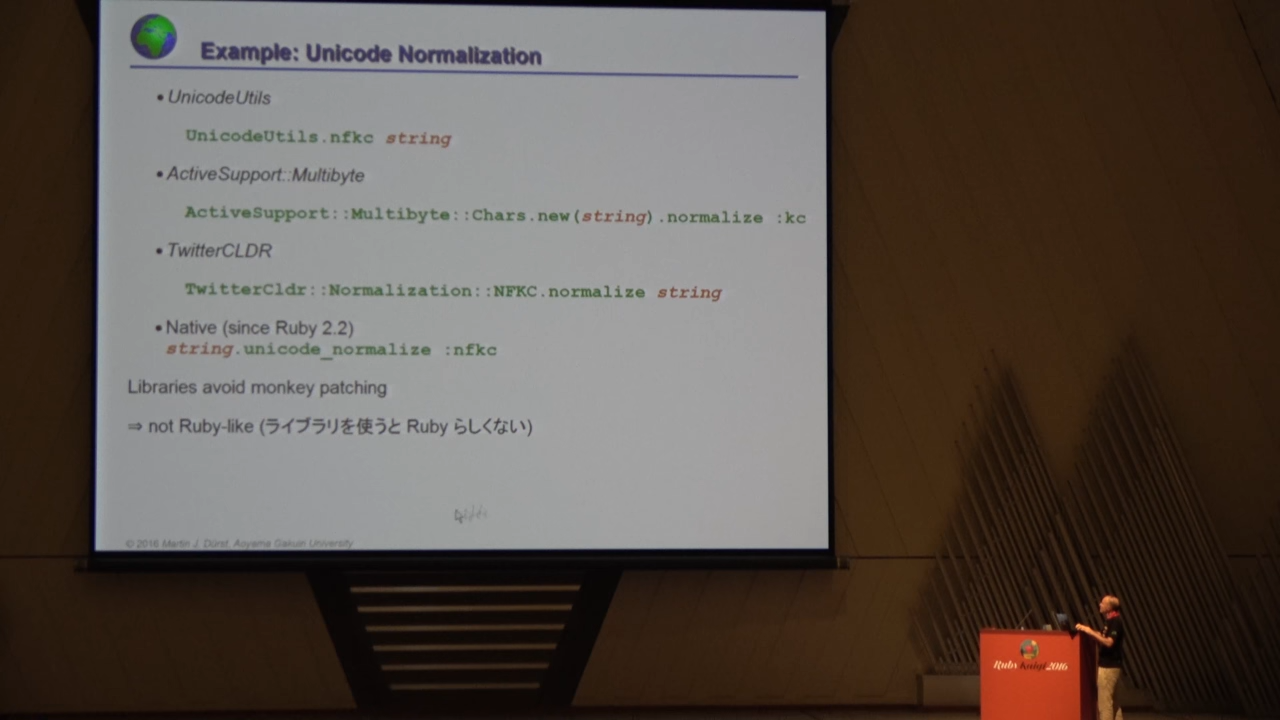 Example: Unicode Normalization
• UnicodeUtils
UnicodeUtils.nfkc string
• ActiveSupport::Multibyte
ActiveSupport::Multibyte::Chars.new(string).normalize :kc
• TwitterCLDR
TwitterCldr::Normalization::NFKC.normalize string
• Native (since Ruby 2.2)
string.unicode_normalize :nfkc
Libraries avoid monkey patching
⇒ not Ruby-like (ライブラリを使うと Ruby らしくない)
© 2016 Martin J. Dürst, Aoyama Gakuin University
RubyKaigi 2016